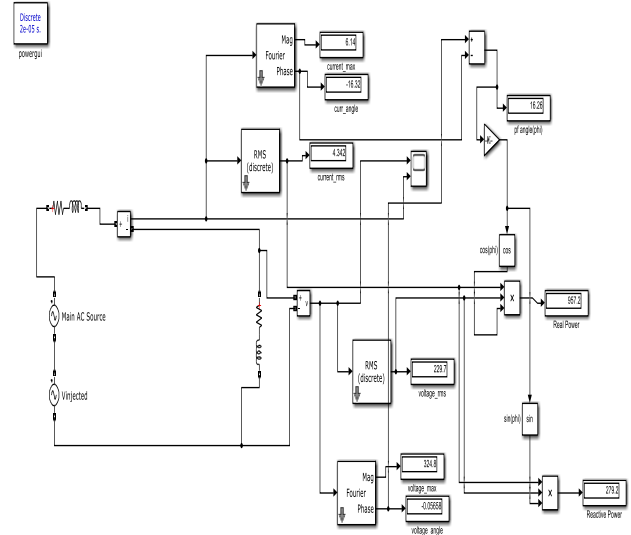 Discrete
2e-05 s.
powergui
Mag
Fourier
Phase
6.14
current_max
-16.32
curr_angle
+
-
16.26
pf angle(phi)
-K-
RMS
(discrete)
4.342
current_rms
+
i
-
cos(phi)
cos
Main AC Source
+
-
v
x
957.2
Real Power
RMS
(discrete)
229.7
voltage_rms
Vinjected
sin(phi)
sin
Mag
Fourier
Phase
324.8
voltage_max
-0.05658
voltage_angle
x
279.2
Reactive Power